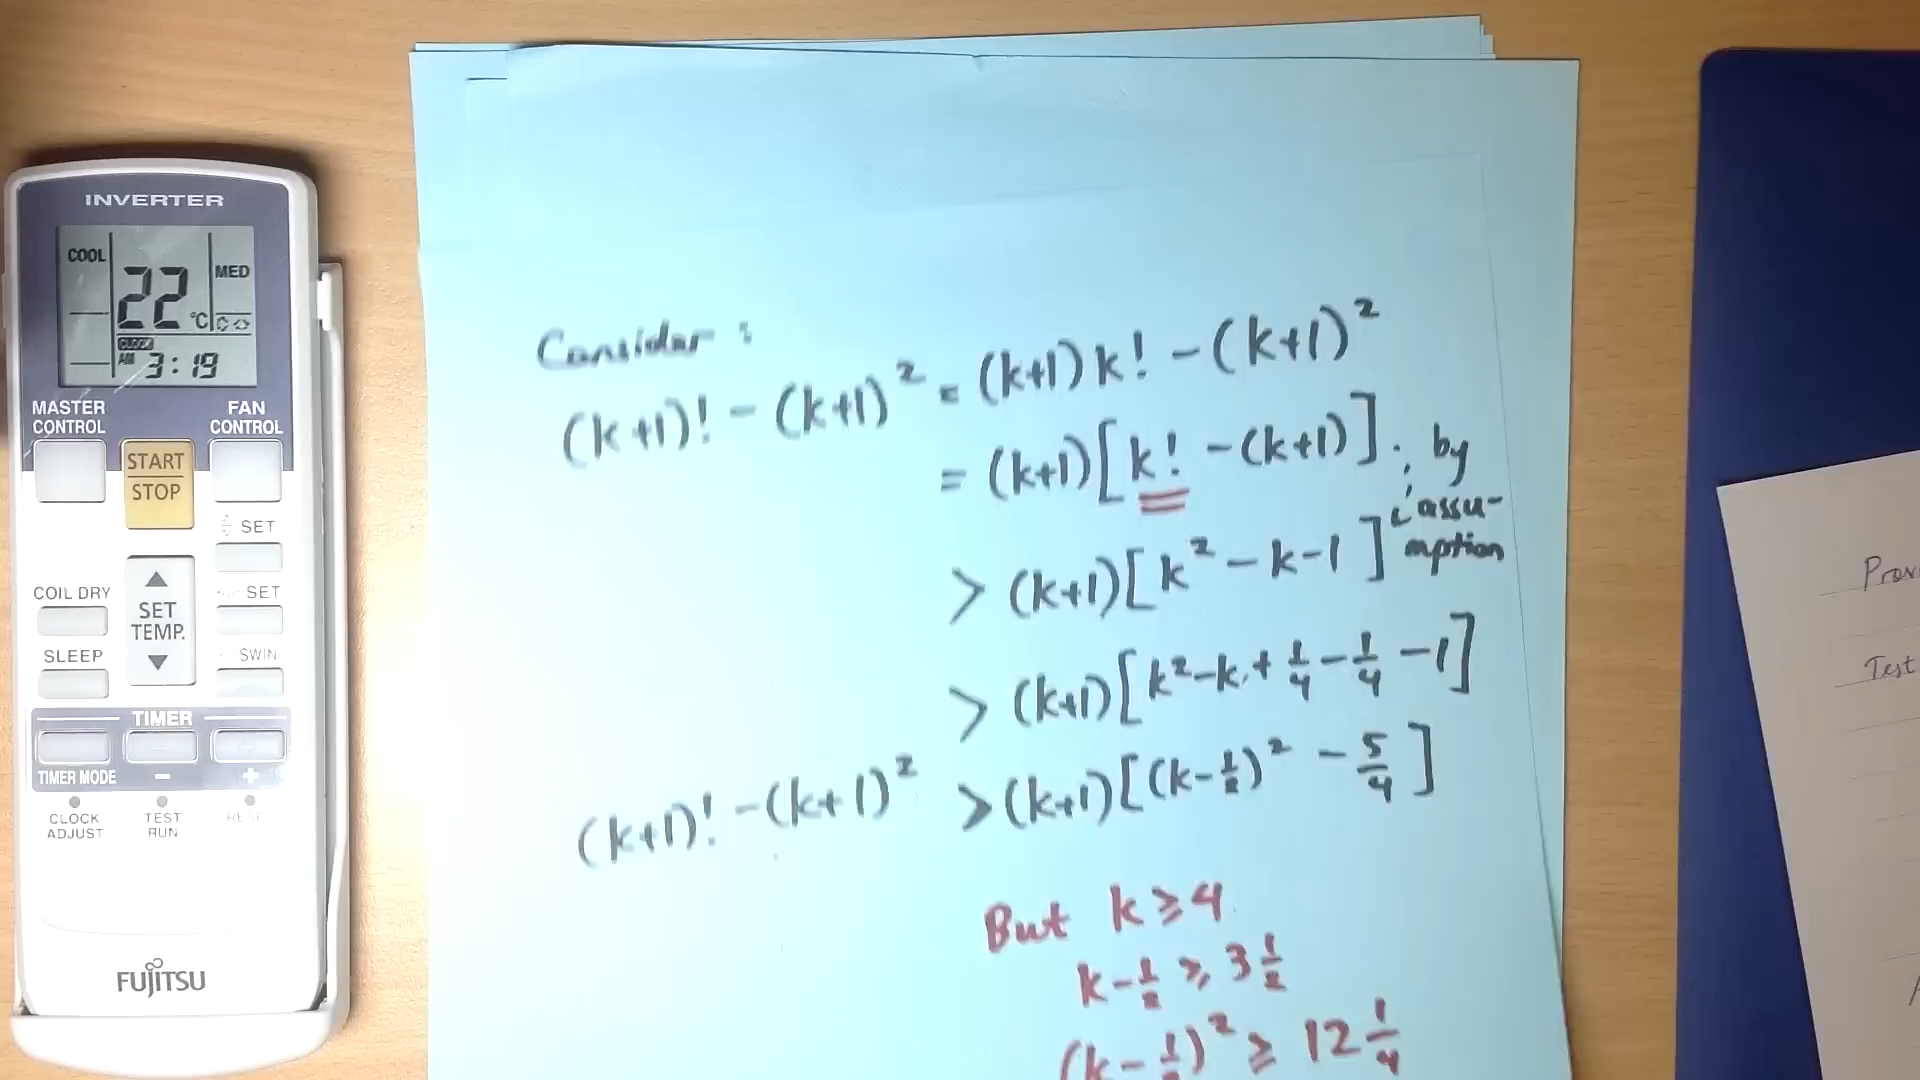 INVERTER
COOL
22 °C
MED
CLOCK
AM 3:19
MASTER CONTROL
FAN CONTROL
START
STOP
SET
COIL DRY
SET TEMP.
SET
SLEEP
SWIN
TIMER
TIMER MODE
-
+
CLOCK ADJUST
TEST RUN
FUJITSU
Consider :
(k+1)! - (k+1)² = (k+1) k! - (k+1)²
= (k+1)[k! - (k+1)] ; by
assu-
mption
> (k+1)[k² - k - 1]
> (k+1)[k² - k + 1/4 - 1/4 - 1]
(k+1)! - (k+1)² > (k+1)[(k - 1/2)² - 5/4]
But k ≥ 4
k - 1/2 ≥ 3 1/2
(k - 1/2)² ≥ 12 1/4
Test